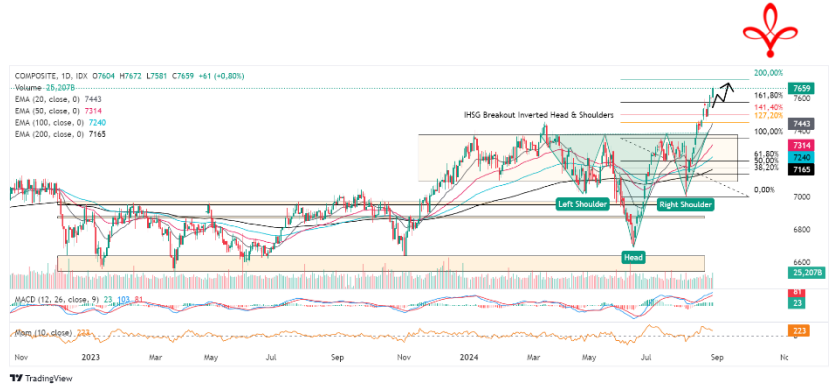 COMPOSITE, 1D, IDX O7604 H7672 L7581 C7659 +61 (+0,80%)
Volume 25,207B
EMA (20, close, 0) 7443
EMA (50, close, 0) 7314
EMA (100, close, 0) 7240
EMA (200, close, 0) 7165
IHSG Breakout Inverted Head & Shoulders
200,00%
161,80%
141,40%
127,20%
100,00%
61,80%
50,00%
38,20%
0,00%
Left Shoulder
Right Shoulder
Head
7659
7600
7443
7314
7240
7165
7000
6800
6600
25,207B
MACD (12, 26, close, 9) 23 103 81
81
23
Mom (10, close) 223
223
Nov 2023 Mar May Jul Sep Nov 2024 Mar May Jul Sep
TradingView